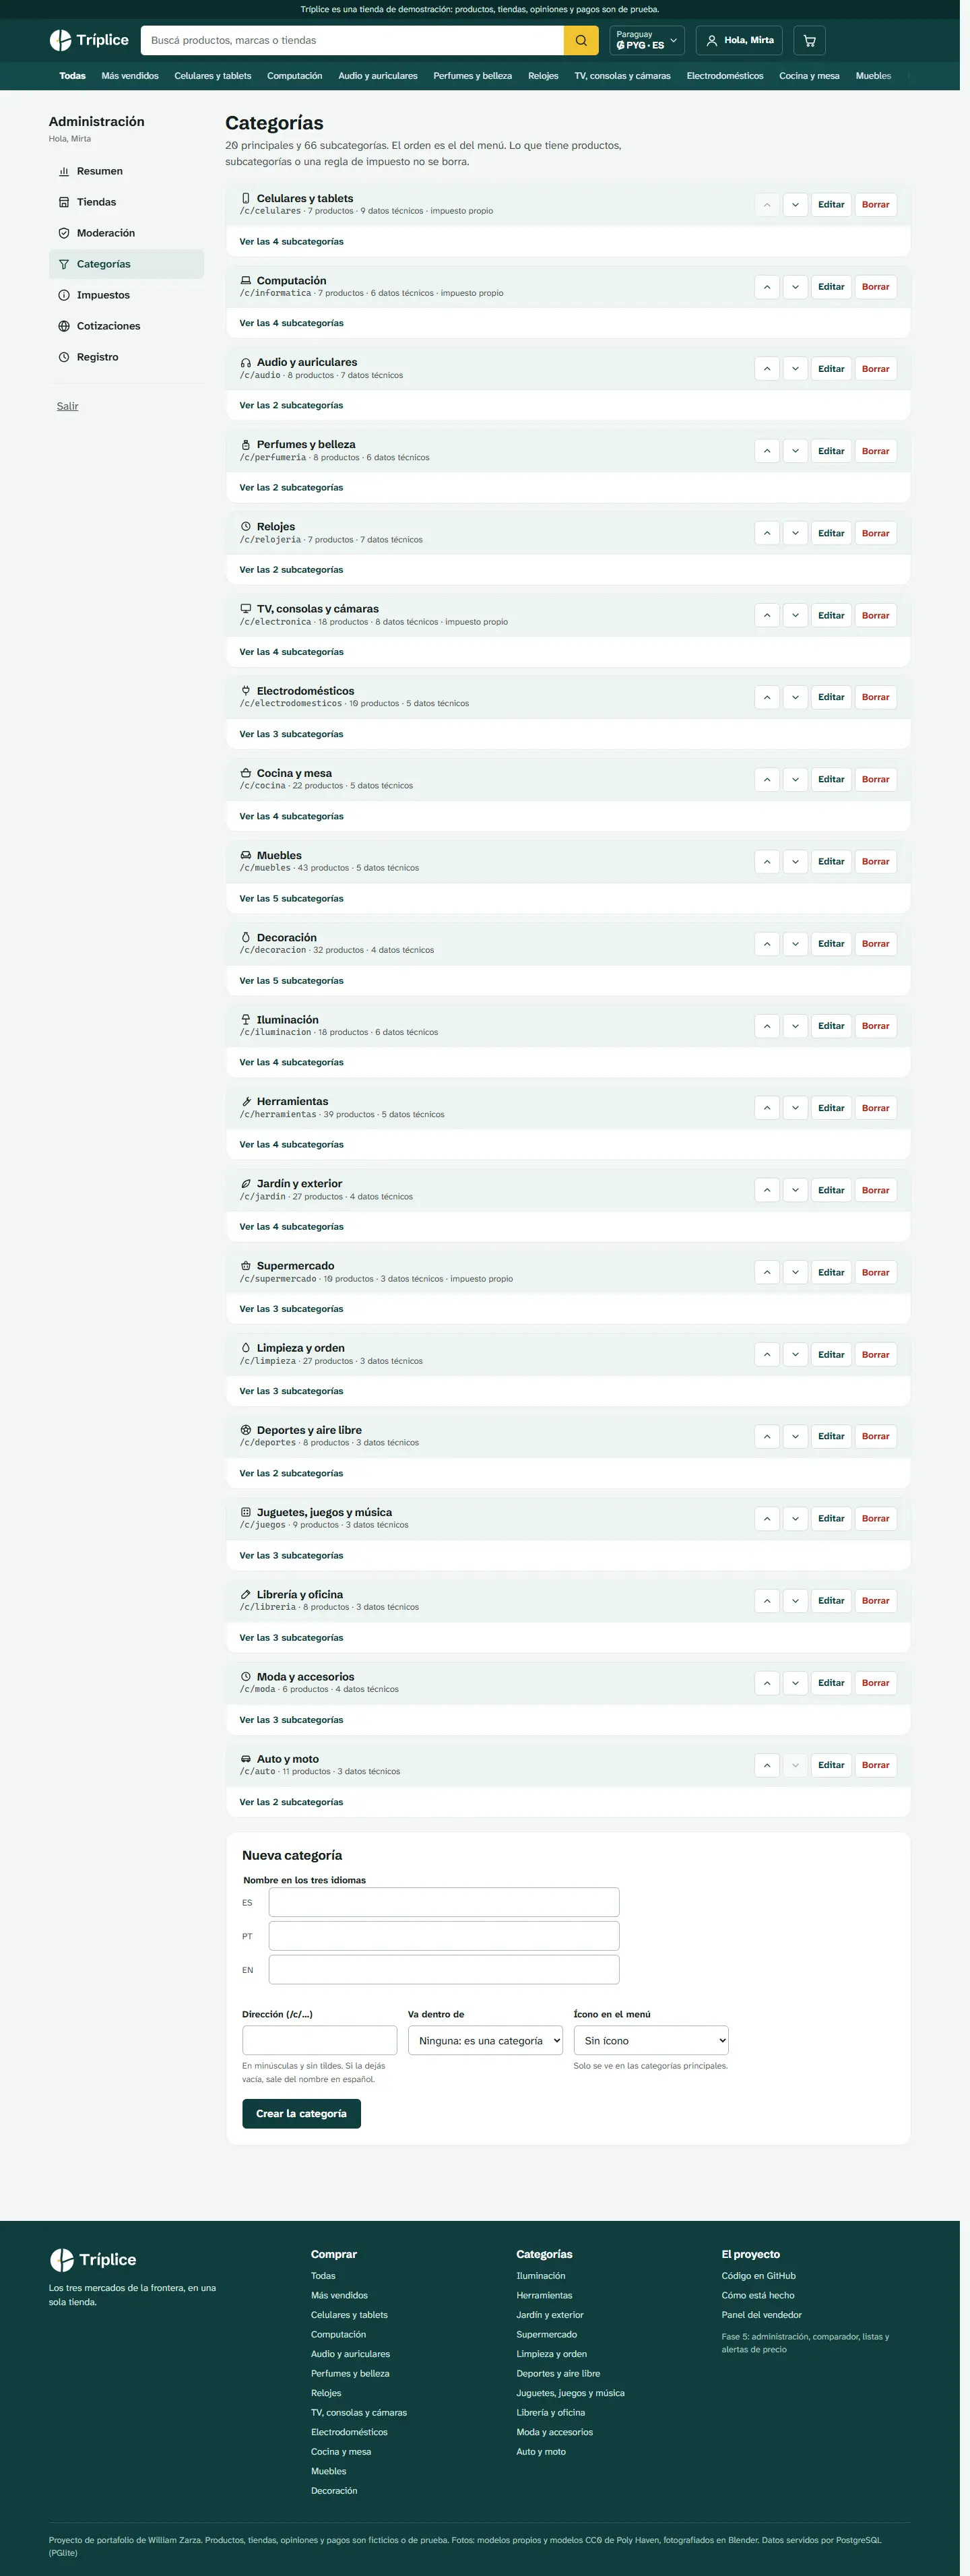 Tríplice es una tienda de demostración: productos, tiendas, opiniones y pagos son de prueba.
Tríplice
Buscá productos, marcas o tiendas
Paraguay
₲ PYG · ES
Hola, Mirta
Todas
Más vendidos
Celulares y tablets
Computación
Audio y auriculares
Perfumes y belleza
Relojes
TV, consolas y cámaras
Electrodomésticos
Cocina y mesa
Muebles
Administración
Hola, Mirta
Resumen
Tiendas
Moderación
Categorías
Impuestos
Cotizaciones
Registro
Salir
Categorías
20 principales y 66 subcategorías. El orden es el del menú. Lo que tiene productos,
subcategorías o una regla de impuesto no se borra.
Celulares y tablets
/c/celulares · 7 productos · 9 datos técnicos · impuesto propio
Editar
Borrar
Ver las 4 subcategorías
Computación
/c/informatica · 7 productos · 6 datos técnicos · impuesto propio
Editar
Borrar
Ver las 4 subcategorías
Audio y auriculares
/c/audio · 8 productos · 7 datos técnicos
Editar
Borrar
Ver las 2 subcategorías
Perfumes y belleza
/c/perfumeria · 8 productos · 6 datos técnicos
Editar
Borrar
Ver las 2 subcategorías
Relojes
/c/relojeria · 7 productos · 7 datos técnicos
Editar
Borrar
Ver las 2 subcategorías
TV, consolas y cámaras
/c/electronica · 18 productos · 8 datos técnicos · impuesto propio
Editar
Borrar
Ver las 4 subcategorías
Electrodomésticos
/c/electrodomesticos · 10 productos · 5 datos técnicos
Editar
Borrar
Ver las 3 subcategorías
Cocina y mesa
/c/cocina · 22 productos · 5 datos técnicos
Editar
Borrar
Ver las 4 subcategorías
Muebles
/c/muebles · 43 productos · 5 datos técnicos
Editar
Borrar
Ver las 5 subcategorías
Decoración
/c/decoracion · 32 productos · 4 datos técnicos
Editar
Borrar
Ver las 5 subcategorías
Iluminación
/c/iluminacion · 18 productos · 6 datos técnicos
Editar
Borrar
Ver las 4 subcategorías
Herramientas
/c/herramientas · 39 productos · 5 datos técnicos
Editar
Borrar
Ver las 4 subcategorías
Jardín y exterior
/c/jardin · 27 productos · 4 datos técnicos
Editar
Borrar
Ver las 4 subcategorías
Supermercado
/c/supermercado · 10 productos · 3 datos técnicos · impuesto propio
Editar
Borrar
Ver las 3 subcategorías
Limpieza y orden
/c/limpieza · 27 productos · 3 datos técnicos
Editar
Borrar
Ver las 3 subcategorías
Deportes y aire libre
/c/deportes · 8 productos · 3 datos técnicos
Editar
Borrar
Ver las 2 subcategorías
Juguetes, juegos y música
/c/juegos · 9 productos · 3 datos técnicos
Editar
Borrar
Ver las 3 subcategorías
Librería y oficina
/c/libreria · 8 productos · 3 datos técnicos
Editar
Borrar
Ver las 3 subcategorías
Moda y accesorios
/c/moda · 6 productos · 4 datos técnicos
Editar
Borrar
Ver las 3 subcategorías
Auto y moto
/c/auto · 11 productos · 3 datos técnicos
Editar
Borrar
Ver las 2 subcategorías
Nueva categoría
Nombre en los tres idiomas
ES
PT
EN
Dirección (/c/...)
Va dentro de
Ícono en el menú
Ninguna: es una categoría
Sin ícono
En minúsculas y sin tildes. Si la dejás
vacía, sale del nombre en español.
Solo se ve en las categorías principales.
Crear la categoría
Tríplice
Los tres mercados de la frontera, en una
sola tienda.
Comprar
Todas
Más vendidos
Celulares y tablets
Computación
Audio y auriculares
Perfumes y belleza
Relojes
TV, consolas y cámaras
Electrodomésticos
Cocina y mesa
Muebles
Decoración
Categorías
Iluminación
Herramientas
Jardín y exterior
Supermercado
Limpieza y orden
Deportes y aire libre
Juguetes, juegos y música
Librería y oficina
Moda y accesorios
Auto y moto
El proyecto
Código en GitHub
Cómo está hecho
Panel del vendedor
Fase 5: administración, comparador, listas y
alertas de precio
Proyecto de portafolio de William Zarza. Productos, tiendas, opiniones y pagos son ficticios o de prueba. Fotos: modelos propios y modelos CC0 de Poly Haven, fotografiados en Blender. Datos servidos por PostgreSQL
(PGlite)